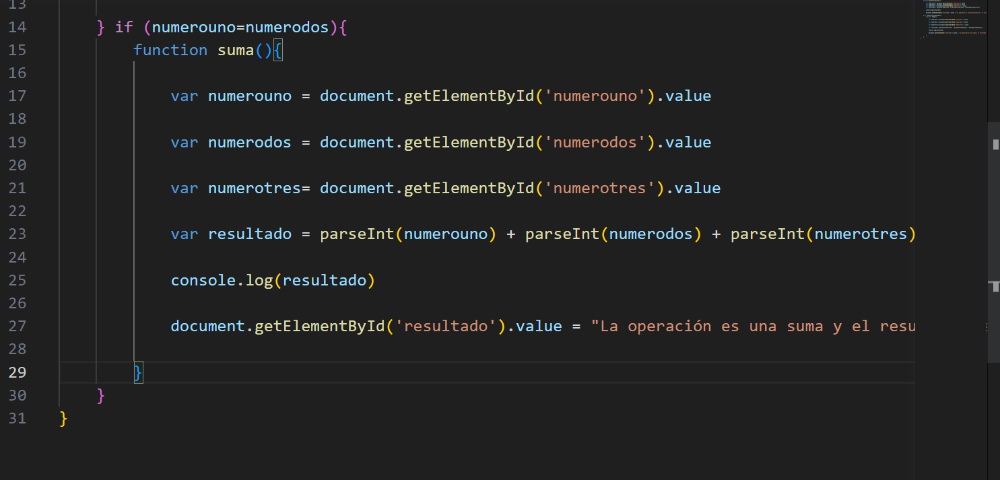 13
14 } if (numerouno=numerodos){
15 function suma(){
16
17 var numerouno = document.getElementById('numerouno').value
18
19 var numerodos = document.getElementById('numerodos').value
20
21 var numerotres= document.getElementById('numerotres').value
22
23 var resultado = parseInt(numerouno) + parseInt(numerodos) + parseInt(numerotres)
24
25 console.log(resultado)
26
27 document.getElementById('resultado').value = "La operación es una suma y el resu
28
29 }
30 }
31 }